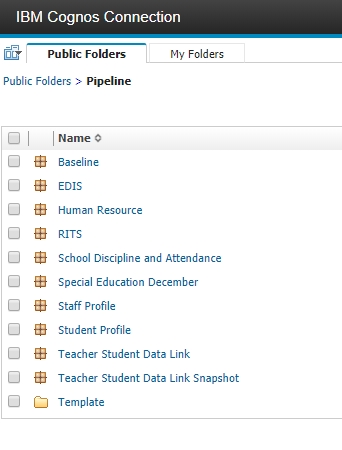 IBM Cognos Connection
Public Folders My Folders
Public Folders > Pipeline
Name
Baseline
EDIS
Human Resource
RITS
School Discipline and Attendance
Special Education December
Staff Profile
Student Profile
Teacher Student Data Link
Teacher Student Data Link Snapshot
Template